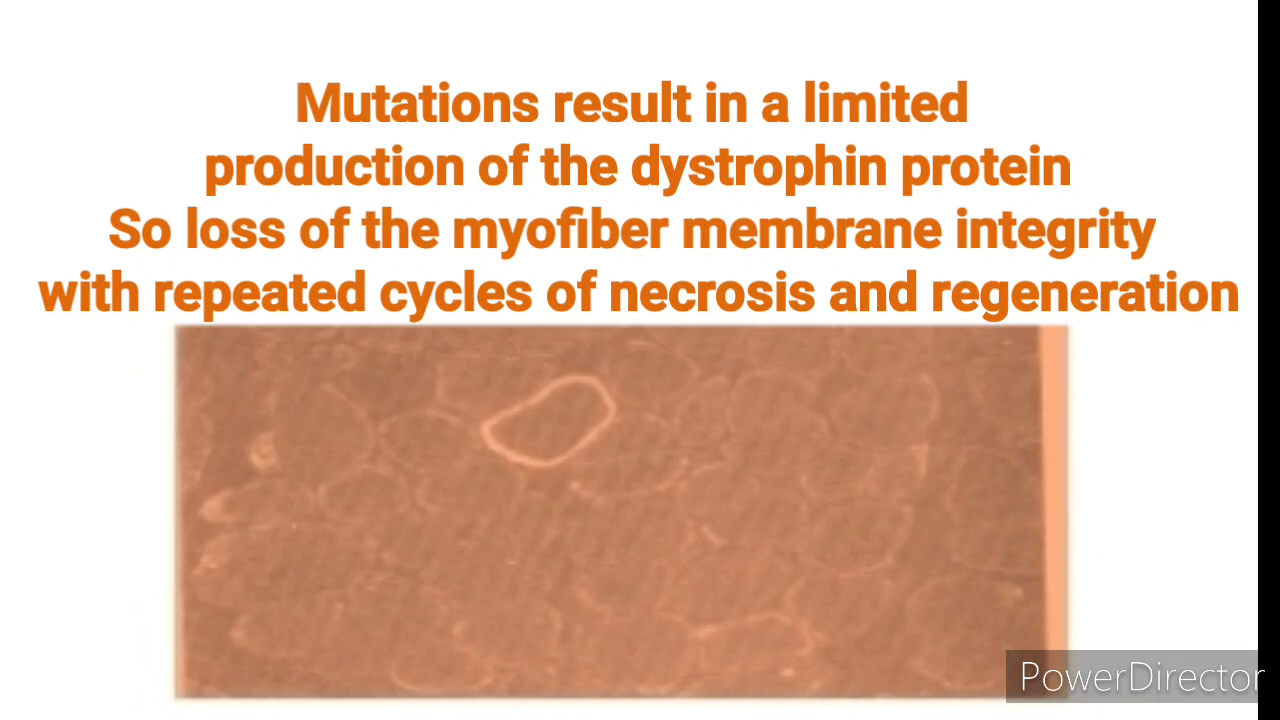 Mutations result in a limited
production of the dystrophin protein
So loss of the myofiber membrane integrity
with repeated cycles of necrosis and regeneration
PowerDirector